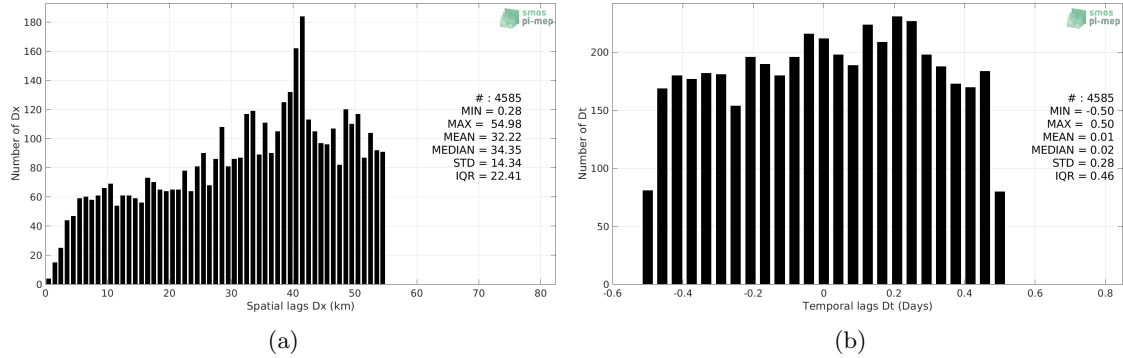 smos
pi-mep
180
160
140
120
100
80
60
40
20
0
Number of Dx
# : 4585
MIN = 0.28
MAX = 54.98
MEAN = 32.22
MEDIAN = 34.35
STD = 14.34
IQR = 22.41
0 10 20 30 40 50 60 70 80
Spatial lags Dx (km)
(a)
smos
pi-mep
200
150
100
50
0
Number of Dt
# : 4585
MIN = -0.50
MAX = 0.50
MEAN = 0.01
MEDIAN = 0.02
STD = 0.28
IQR = 0.46
-0.6 -0.4 -0.2 0 0.2 0.4 0.6 0.8
Temporal lags Dt (Days)
(b)